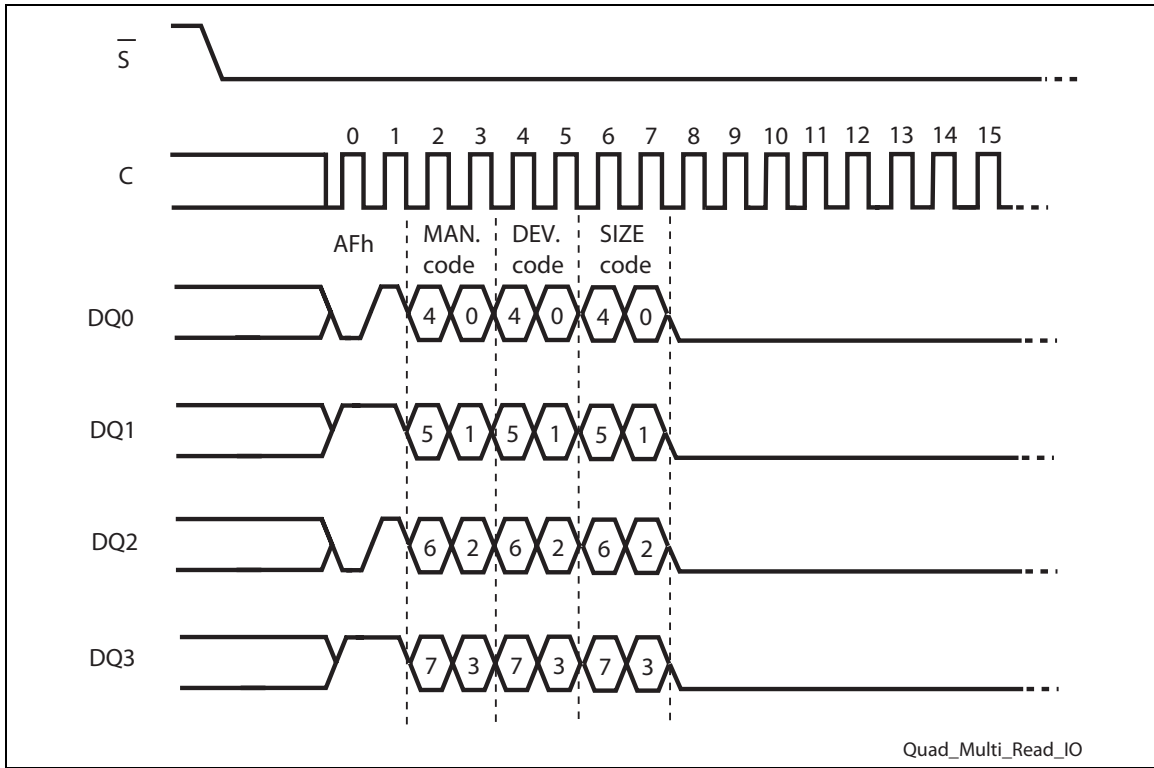 S
0 1 2 3 4 5 6 7 8 9 10 11 12 13 14 15
C
AFh MAN. code DEV. code SIZE code
DQ0 4 0 4 0 4 0
DQ1 5 1 5 1 5 1
DQ2 6 2 6 2 6 2
DQ3 7 3 7 3 7 3
Quad_Multi_Read_IO